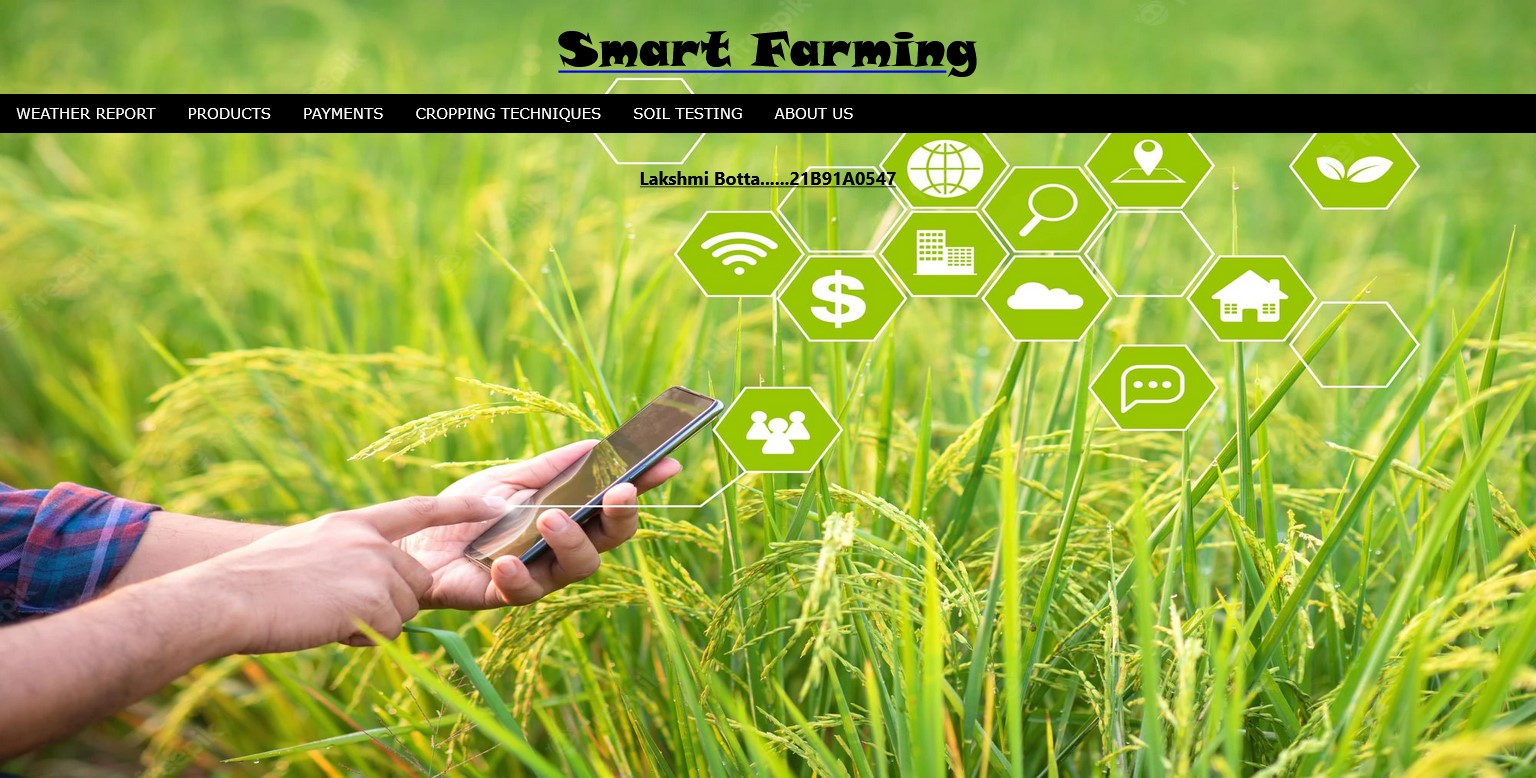 Smart Farming
WEATHER REPORT PRODUCTS PAYMENTS CROPPING TECHNIQUES SOIL TESTING ABOUT US
Lakshmi Botta......21B91A0547
$